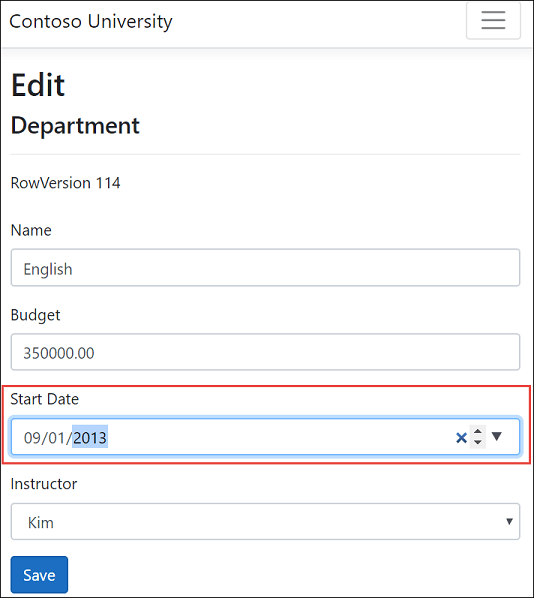 Contoso University
Edit
Department
RowVersion 114
Name
English
Budget
350000.00
Start Date
09/01/2013
Instructor
Kim
Save